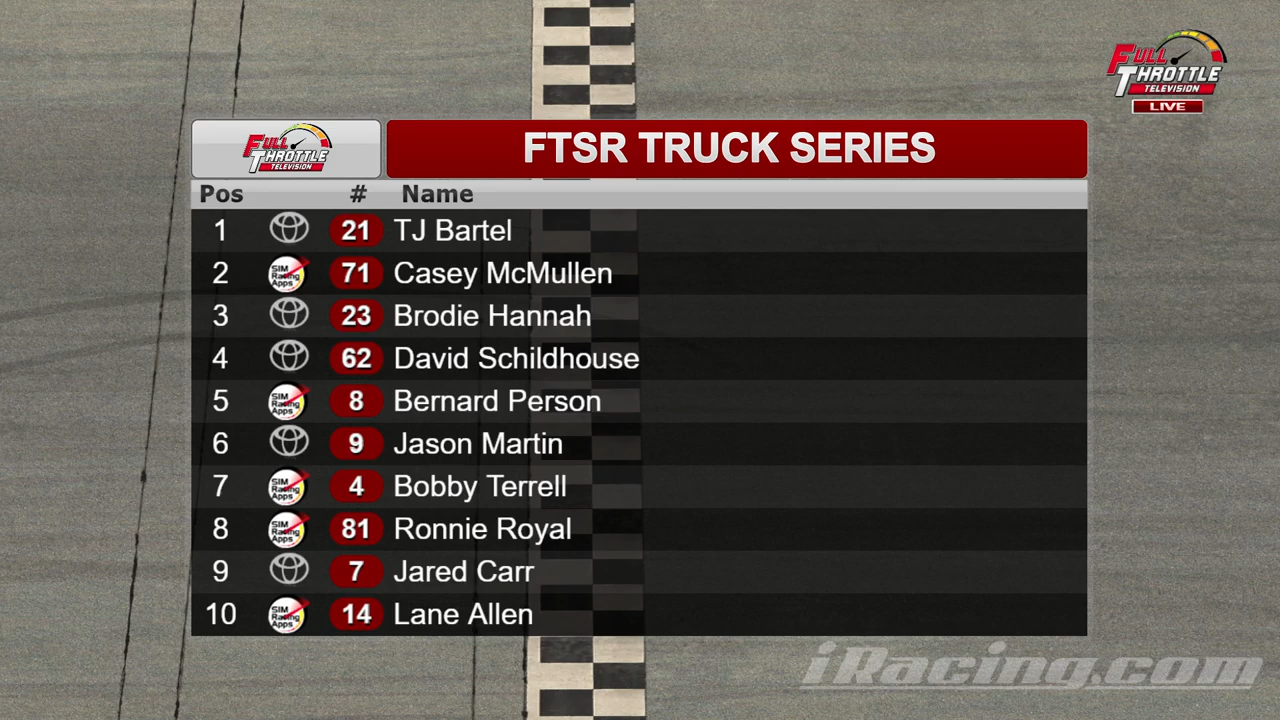 FULL THROTTLE TELEVISION
LIVE
FULL THROTTLE TELEVISION
FTSR TRUCK SERIES
Pos # Name
1 21 TJ Bartel
2 SIM Racing Apps 71 Casey McMullen
3 23 Brodie Hannah
4 62 David Schildhouse
5 SIM Racing Apps 8 Bernard Person
6 9 Jason Martin
7 SIM Racing Apps 4 Bobby Terrell
8 SIM Racing Apps 81 Ronnie Royal
9 7 Jared Carr
10 SIM Racing Apps 14 Lane Allen
iRacing.com